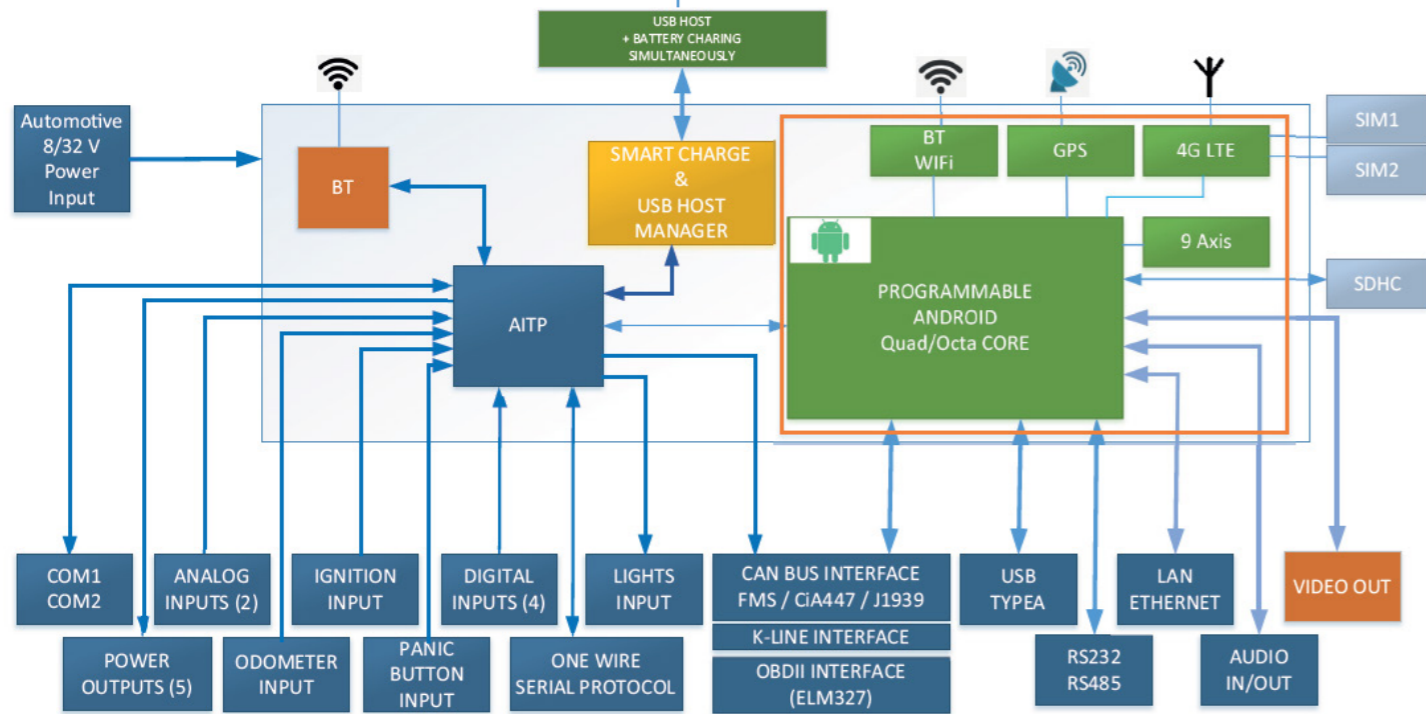 USB HOST
+ BATTERY CHARING
SIMULTANEOUSLY
Automotive
8/32 V
Power
Input
BT
SMART CHARGE
&
USB HOST
MANAGER
BT
WIFi
GPS
4G LTE
SIM1
SIM2
9 Axis
SDHC
AITP
PROGRAMMABLE
ANDROID
Quad/Octa CORE
COM1
COM2
ANALOG
INPUTS (2)
IGNITION
INPUT
DIGITAL
INPUTS (4)
LIGHTS
INPUT
CAN BUS INTERFACE
FMS / CiA447 / J1939
USB
TYPEA
LAN
ETHERNET
VIDEO OUT
POWER
OUTPUTS (5)
ODOMETER
INPUT
PANIC
BUTTON
INPUT
ONE WIRE
SERIAL PROTOCOL
K-LINE INTERFACE
OBDII INTERFACE
(ELM327)
RS232
RS485
AUDIO
IN/OUT